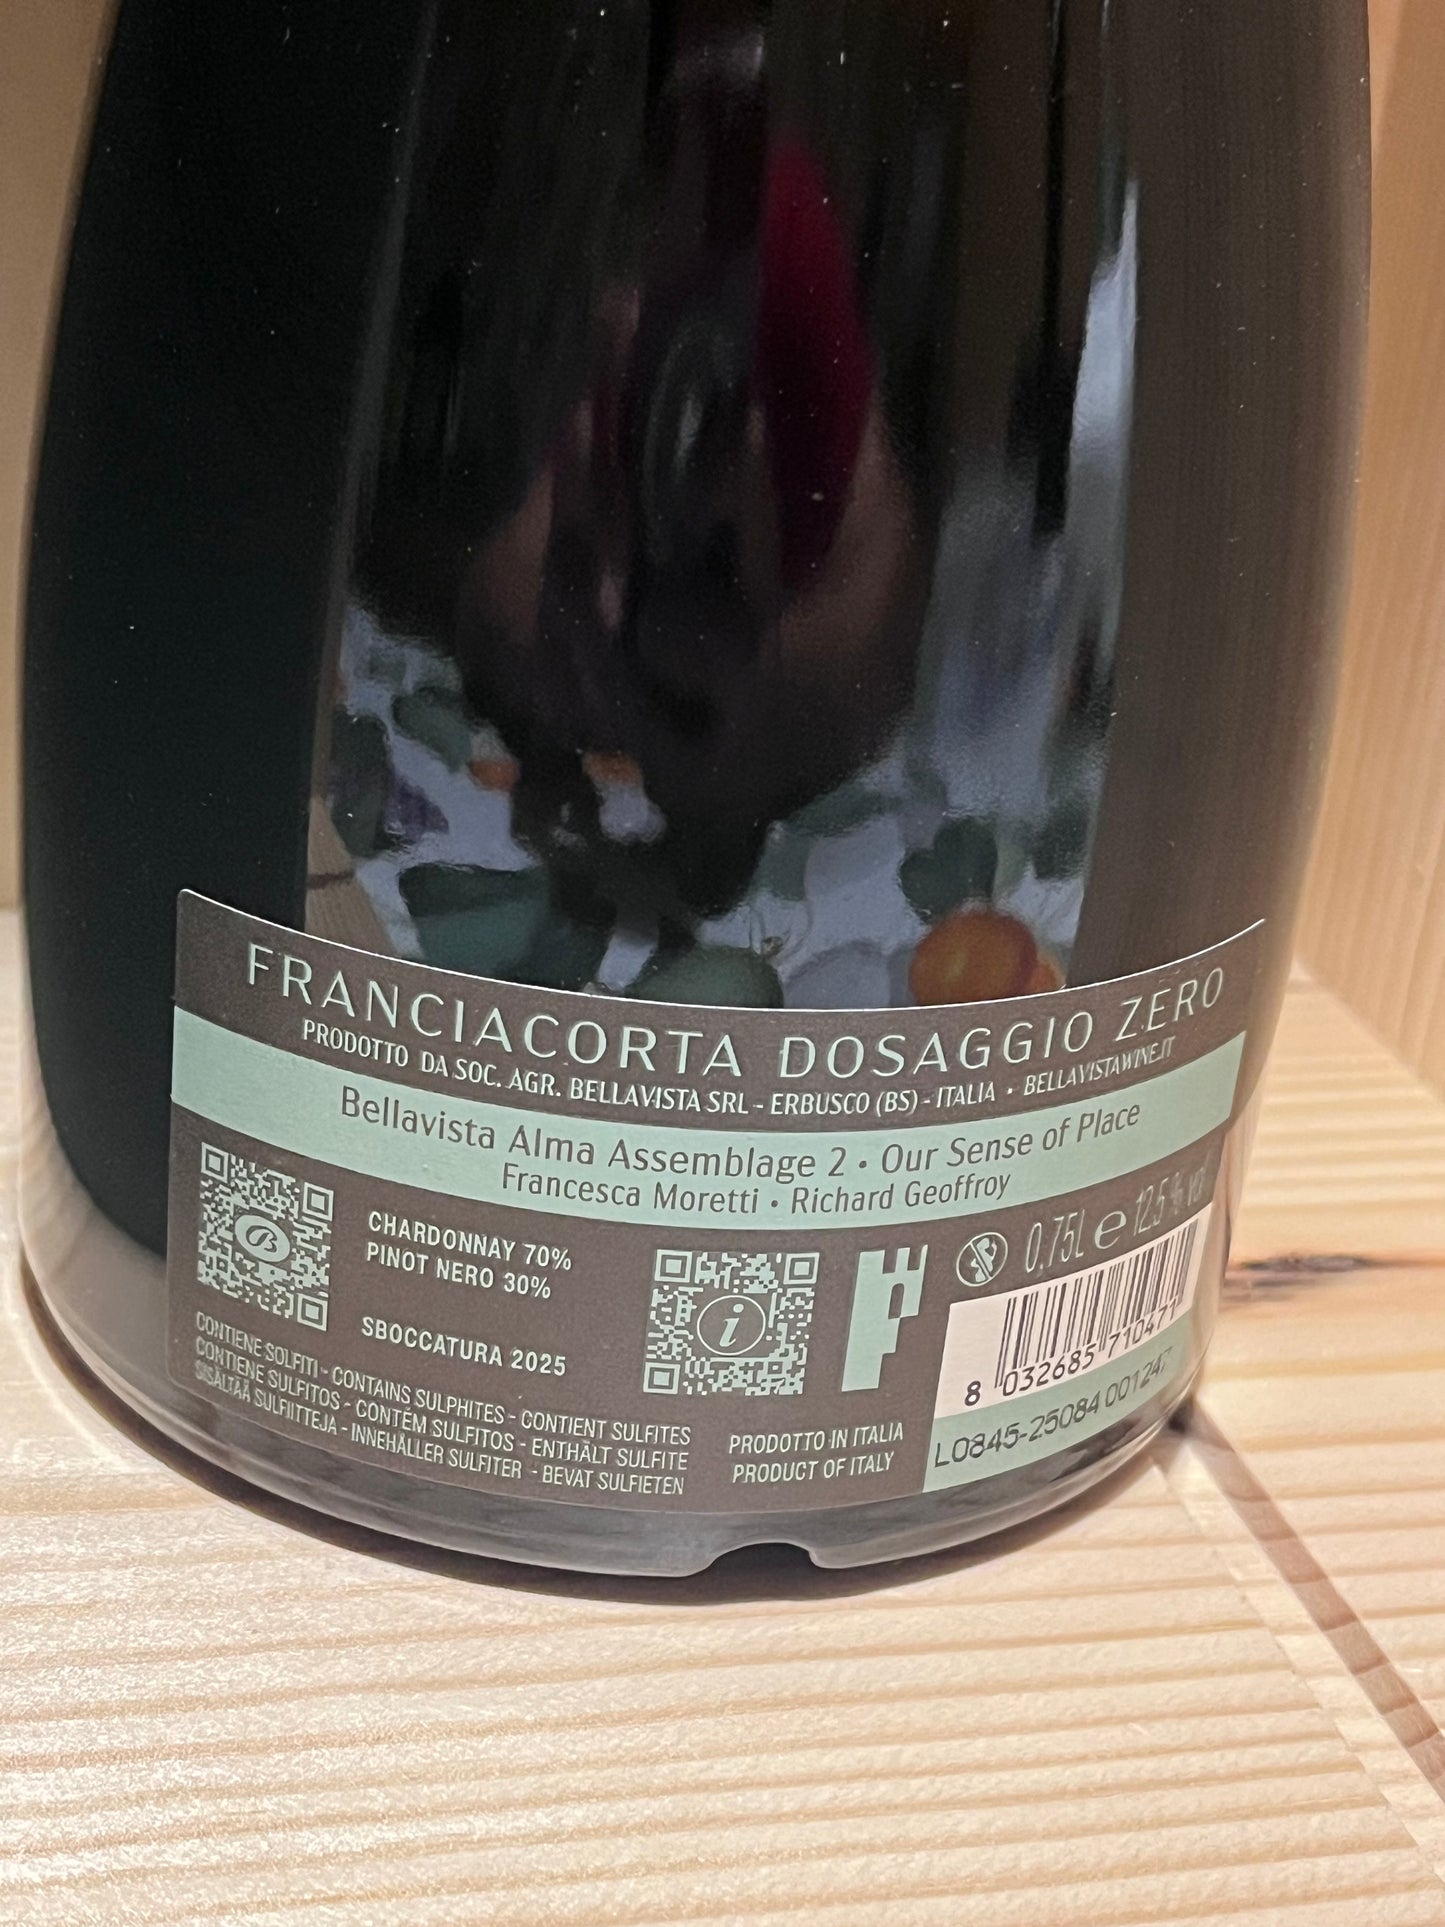 FRANCIACORTA DOSAGGIO ZERO
PRODOTTO DA SOC. AGR. BELLAVISTA SRL - ERBUSCO (BS) - ITALIA • BELLAVISTAWINE.IT
Bellavista Alma Assemblage 2 • Our Sense of Place
Francesca Moretti • Richard Geoffroy
B
CHARDONNAY 70%
PINOT NERO 30%
SBOCCATURA 2025
CONTIENE SOLFITI - CONTAINS SULPHITES - CONTIENT SULFITES
CONTIENE SULFITOS - CONTÉM SULFITOS - ENTHÄLT SULFITE
SISÄLTÄÄ SULFIITTEJA - INNEHÅLLER SULFITER - BEVAT SULFIETEN
i
PRODOTTO IN ITALIA
PRODUCT OF ITALY
0.75L e 12.5 % vol
8 032685 710477
L0845-25084 001247